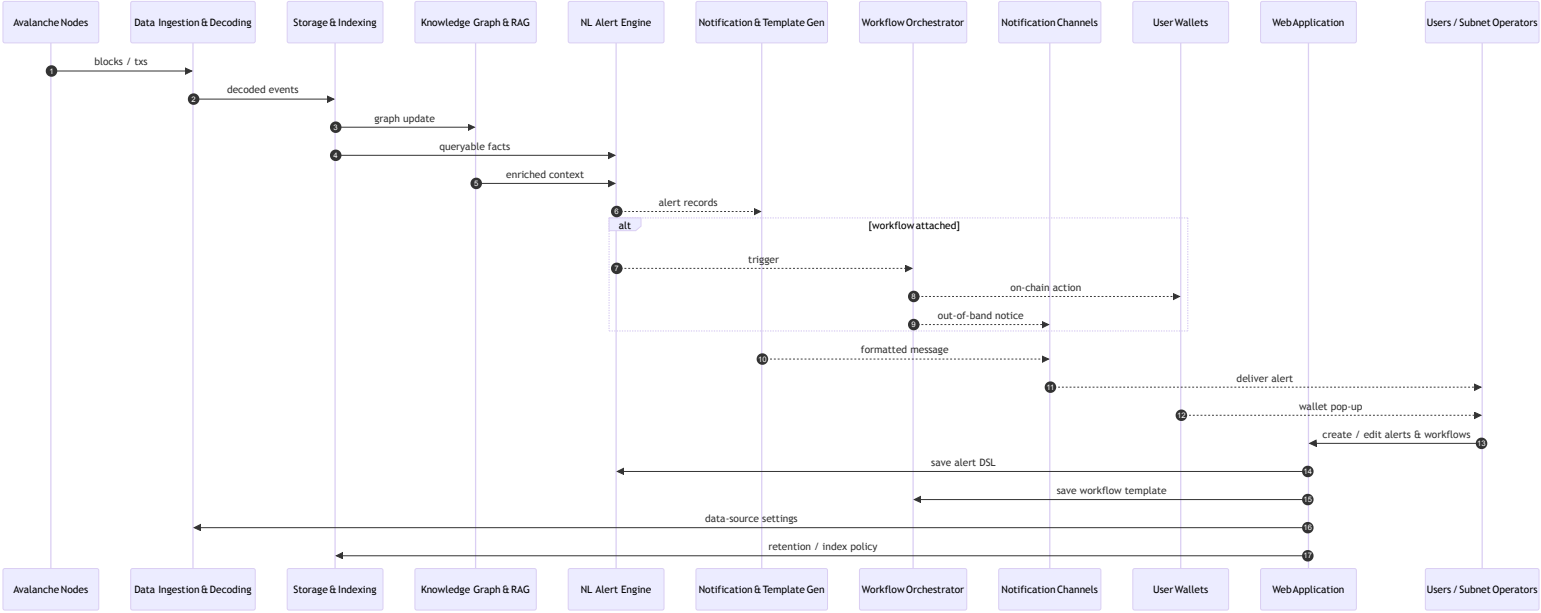 Avalanche Nodes
Data Ingestion & Decoding
Storage & Indexing
Knowledge Graph & RAG
NL Alert Engine
Notification & Template Gen
Workflow Orchestrator
Notification Channels
User Wallets
Web Application
Users / Subnet Operators
1
blocks / txs
2
decoded events
3
graph update
4
queryable facts
5
enriched context
6
alert records
alt
[workflow attached]
7
trigger
8
on-chain action
9
out-of-band notice
10
formatted message
11
deliver alert
12
wallet pop-up
create / edit alerts & workflows
13
save alert DSL
14
save workflow template
15
data-source settings
16
retention / index policy
17
Avalanche Nodes
Data Ingestion & Decoding
Storage & Indexing
Knowledge Graph & RAG
NL Alert Engine
Notification & Template Gen
Workflow Orchestrator
Notification Channels
User Wallets
Web Application
Users / Subnet Operators